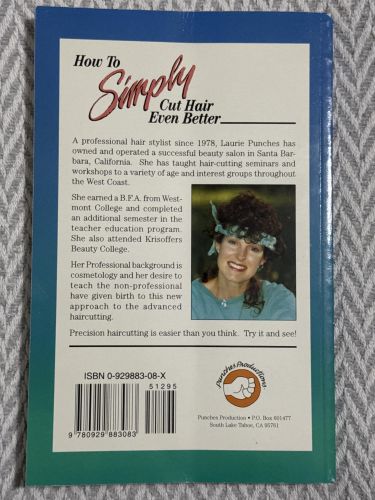 How To
Simply
Cut Hair
Even Better
A professional hair stylist since 1978, Laurie Punches has
owned and operated a successful beauty salon in Santa Bar-
bara, California. She has taught hair-cutting seminars and
workshops to a variety of age and interest groups throughout
the West Coast.
She earned a B.F.A. from West-
mont College and completed
an additional semester in the
teacher education program.
She also attended Krisoffers
Beauty College.
Her Professional background is
cosmetology and her desire to
teach the non-professional
have given birth to this new
approach to the advanced
haircutting.
Precision haircutting is easier than you think. Try it and see!
ISBN 0-929883-08-X
51295
9 780929 883083
Punches Productions
Punches Production • P.O. Box 601477
South Lake Tahoe, CA 95761